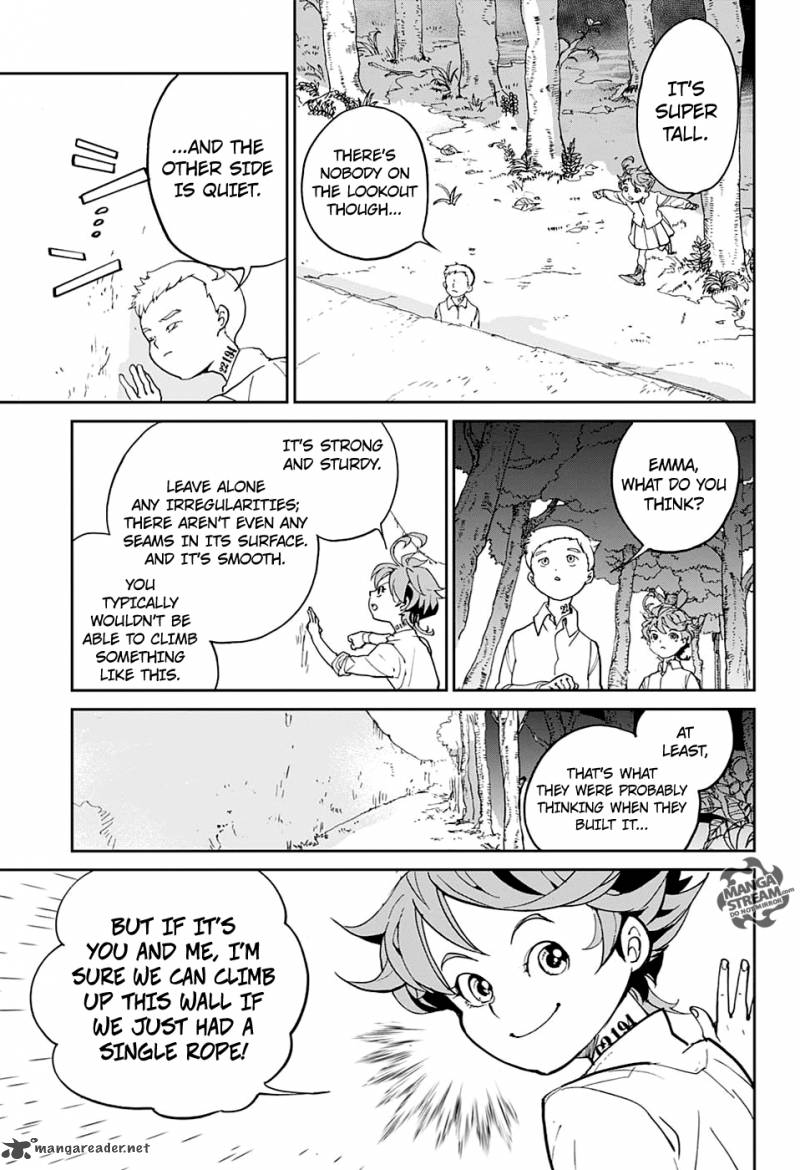 IT'S
SUPER
TALL.
THERE'S
NOBODY
ON THE
LOOKOUT
THOUGH...
...AND THE
OTHER SIDE
IS QUIET.
22194
EMMA,
WHAT DO YOU
THINK?
22
IT'S STRONG
AND STURDY.
LEAVE ALONE
ANY IRREGULARITIES;
THERE AREN'T EVEN ANY
SEAMS IN ITS SURFACE.
AND IT'S SMOOTH.
YOU
TYPICALLY
WOULDN'T BE
ABLE TO CLIMB
SOMETHING
LIKE THIS.
AT
LEAST,
THAT'S WHAT
THEY WERE PROBABLY
THINKING WHEN THEY
BUILT IT...
BUT IF IT'S
YOU AND ME, I'M
SURE WE CAN CLIMB
UP THIS WALL IF
WE JUST HAD A
SINGLE ROPE!
MANGA
STREAM.com
DO NOT MIRROR
mangareader.net